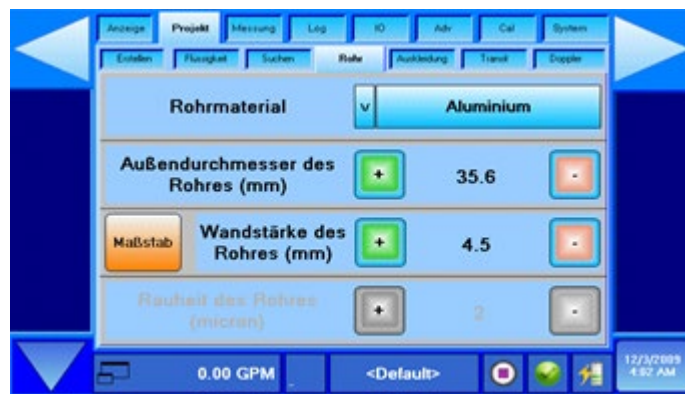 Anzeige Projekt Messung Log IO Adv Cal System
Erstellen Flüssigkeit Suchen Rohr Auskleidung Transit Doppler
Rohrmaterial v Aluminium
Außendurchmesser des
Rohres (mm) + 35.6 -
Maßstab Wandstärke des
Rohres (mm) + 4.5 -
Rauheit des Rohres
(micron) + 2 -
0.00 GPM <Default> 12/3/2009
4:02 AM